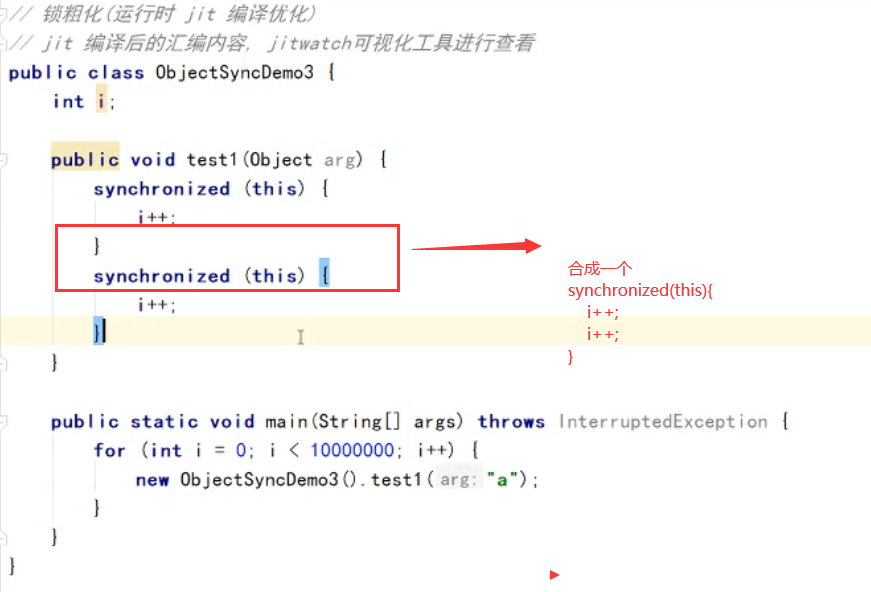 // 锁粗化(运行时 jit 编译优化)
// jit 编译后的汇编内容, jitwatch可视化工具进行查看
public class ObjectSyncDemo3 {
    int i;

    public void test1(Object arg) {
        synchronized (this) {
            i++;
        }
        synchronized (this) {
            i++;
        }
    }

    public static void main(String[] args) throws InterruptedException {
        for (int i = 0; i < 10000000; i++) {
            new ObjectSyncDemo3().test1( arg: "a");
        }
    }
}
合成一个
synchronized(this){
    i++;
    i++;
}